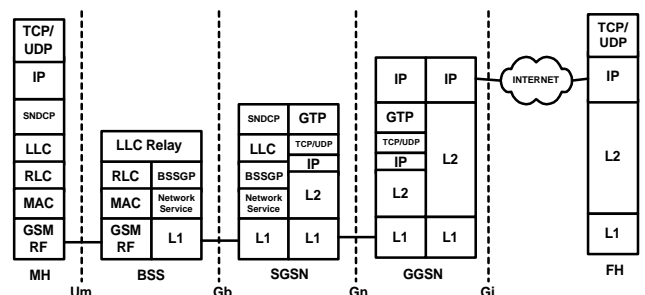 TCP/
UDP
IP
SNDCP
LLC
RLC
MAC
GSM
RF
MH
Um
LLC Relay
RLC
BSSGP
MAC
Network
Service
GSM
RF
L1
BSS
Gb
SNDCP
GTP
LLC
TCP/UDP
IP
BSSGP
L2
Network
Service
L1
L1
SGSN
Gn
IP
IP
GTP
TCP/UDP
IP
L2
L2
L1
L1
GGSN
Gi
INTERNET
TCP/
UDP
IP
L2
L1
FH